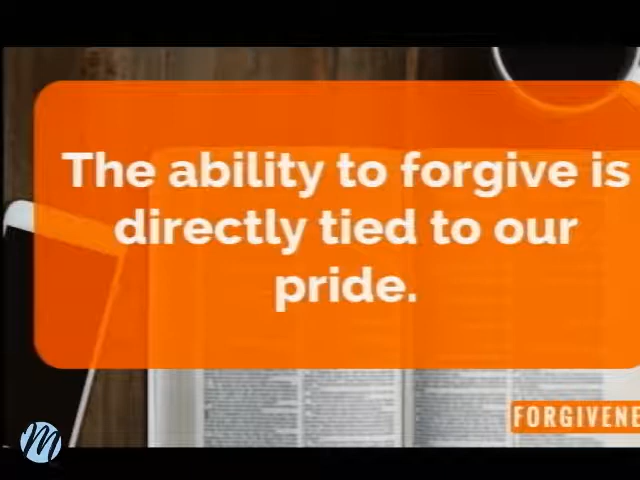 The ability to forgive is
directly tied to our
pride.
FORGIVENE